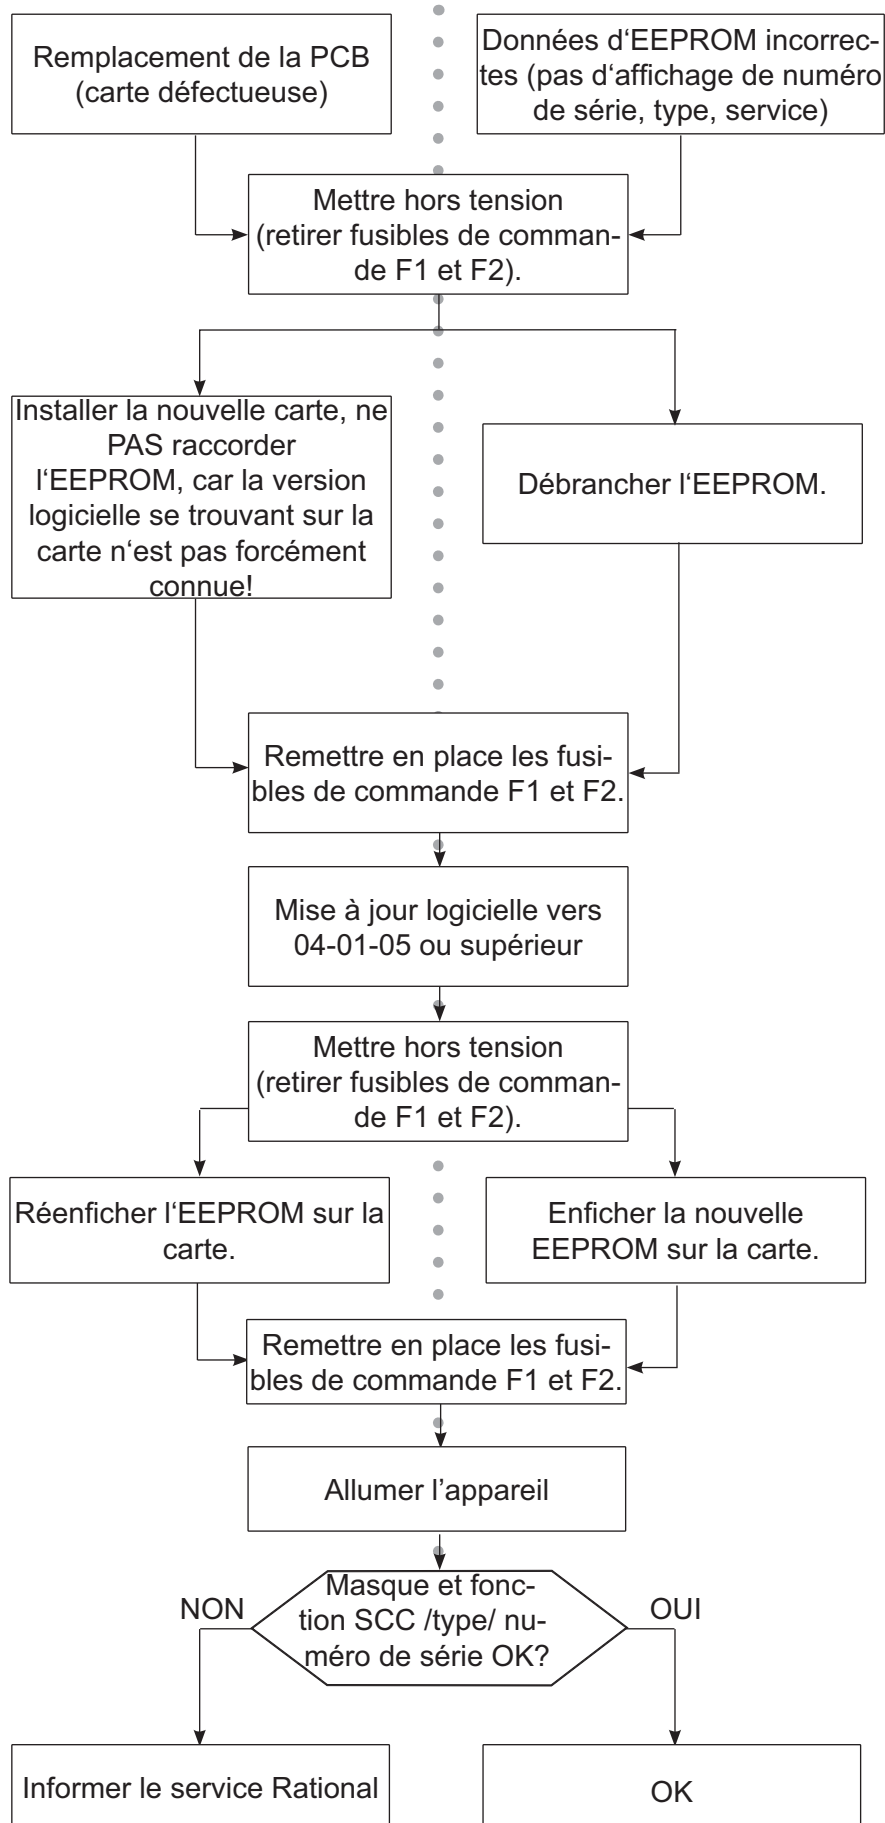 Remplacement de la PCB
(carte défectueuse)
Données d‘EEPROM incorrec-
tes (pas d‘affichage de numéro
de série, type, service)
Mettre hors tension
(retirer fusibles de comman-
de F1 et F2).
Installer la nouvelle carte, ne
PAS raccorder
l‘EEPROM, car la version
logicielle se trouvant sur la
carte n‘est pas forcément
connue!
Débrancher l‘EEPROM.
Remettre en place les fusi-
bles de commande F1 et F2.
Mise à jour logicielle vers
04-01-05 ou supérieur
Mettre hors tension
(retirer fusibles de comman-
de F1 et F2).
Réenficher l‘EEPROM sur la
carte.
Enficher la nouvelle
EEPROM sur la carte.
Remettre en place les fusi-
bles de commande F1 et F2.
Allumer l’appareil
Masque et fonc-
tion SCC /type/ nu-
méro de série OK?
NON
OUI
Informer le service Rational
OK